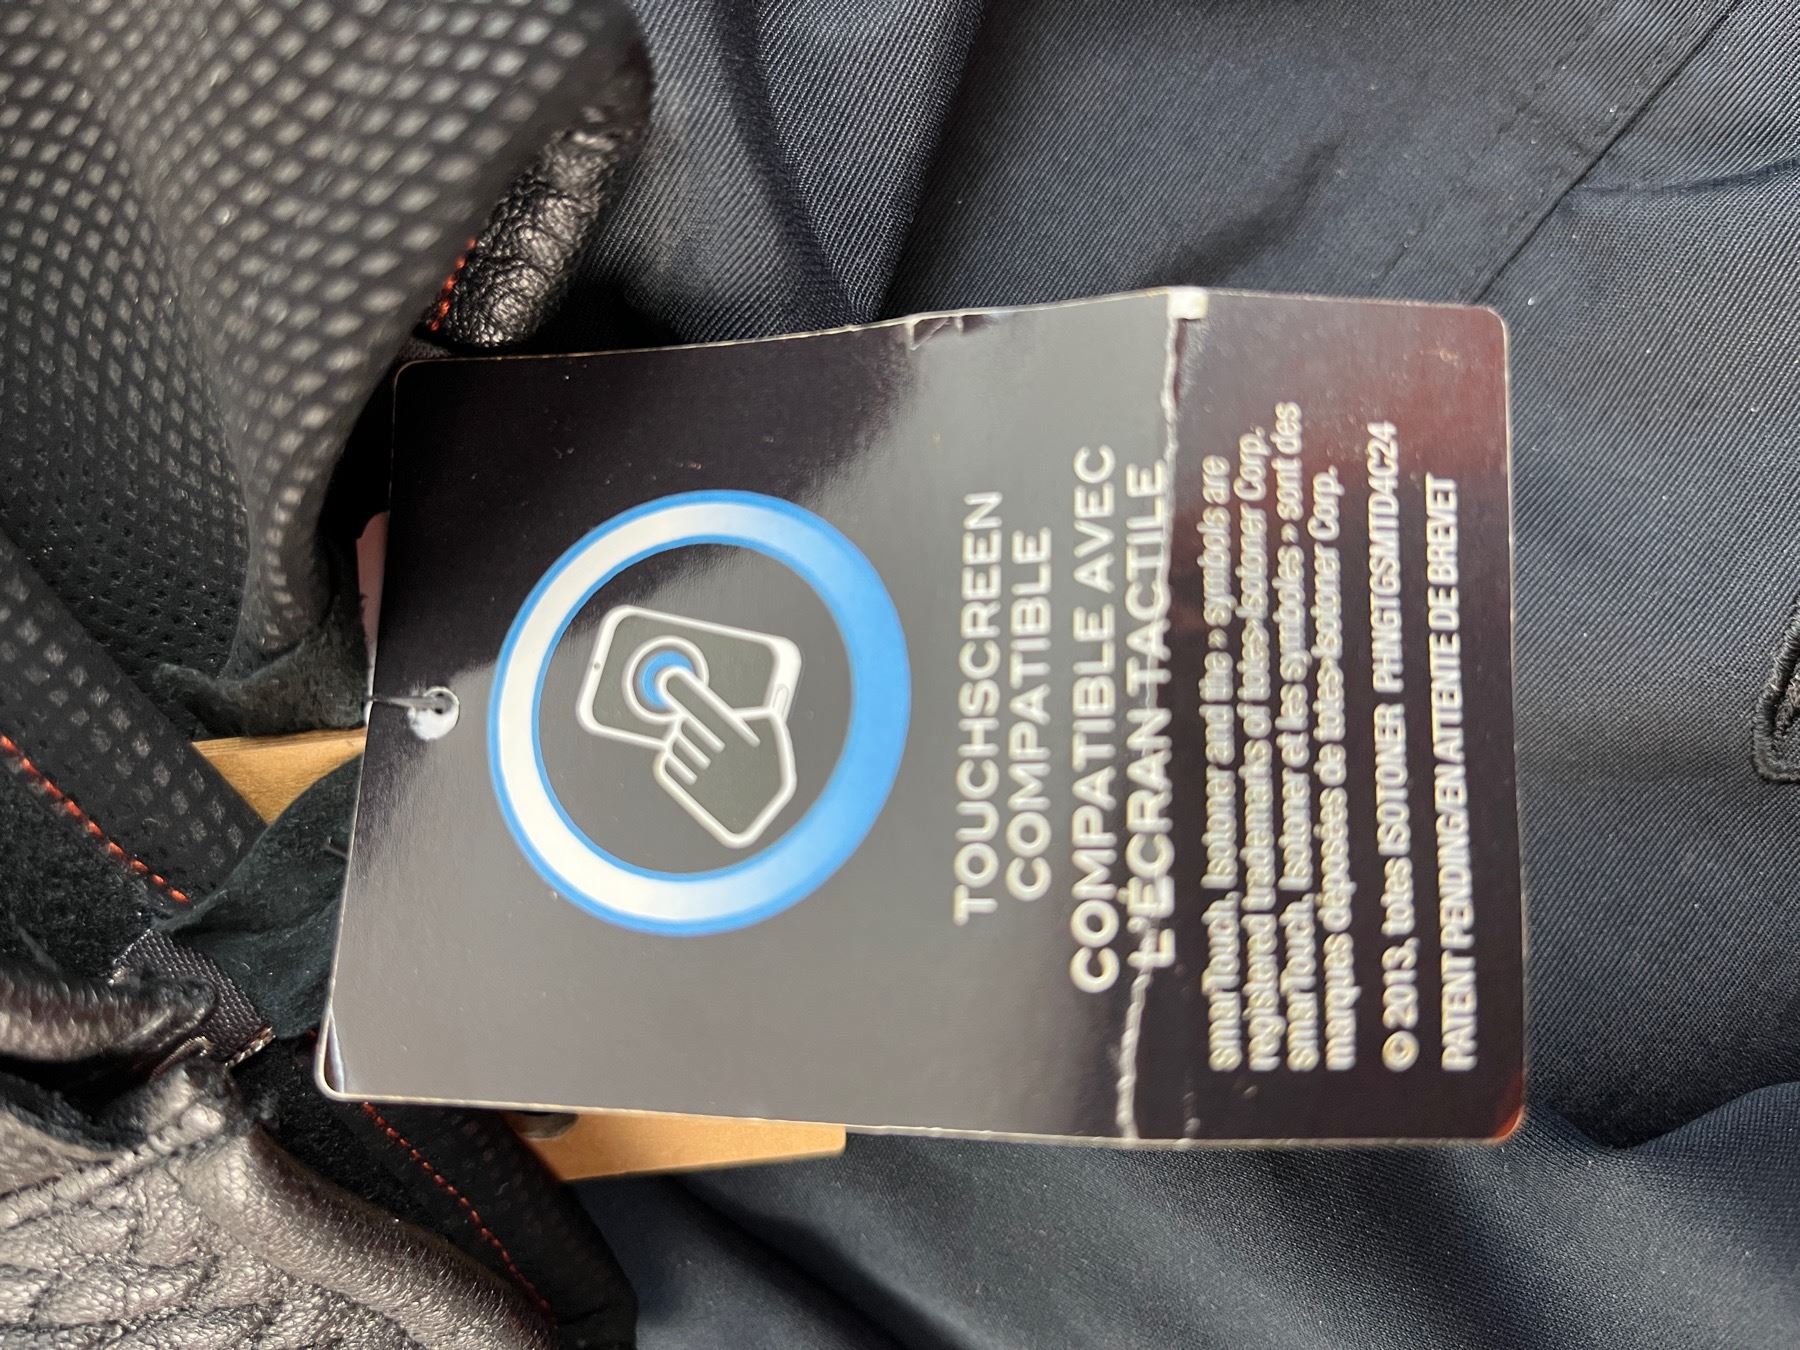 TOUCHSCREEN
COMPATIBLE
COMPATIBLE AVEC
L'ÉCRAN TACTILE
smarTouch, Isotoner and the » symbols are
registered trademarks of totes»Isotoner Corp.
smarTouch, Isotoner et les symboles » sont des
marques déposées de totes»Isotoner Corp.
© 2013, totes ISOTONER PHNGTGSMTD4C24
PATENT PENDING/EN ATTENTE DE BREVET